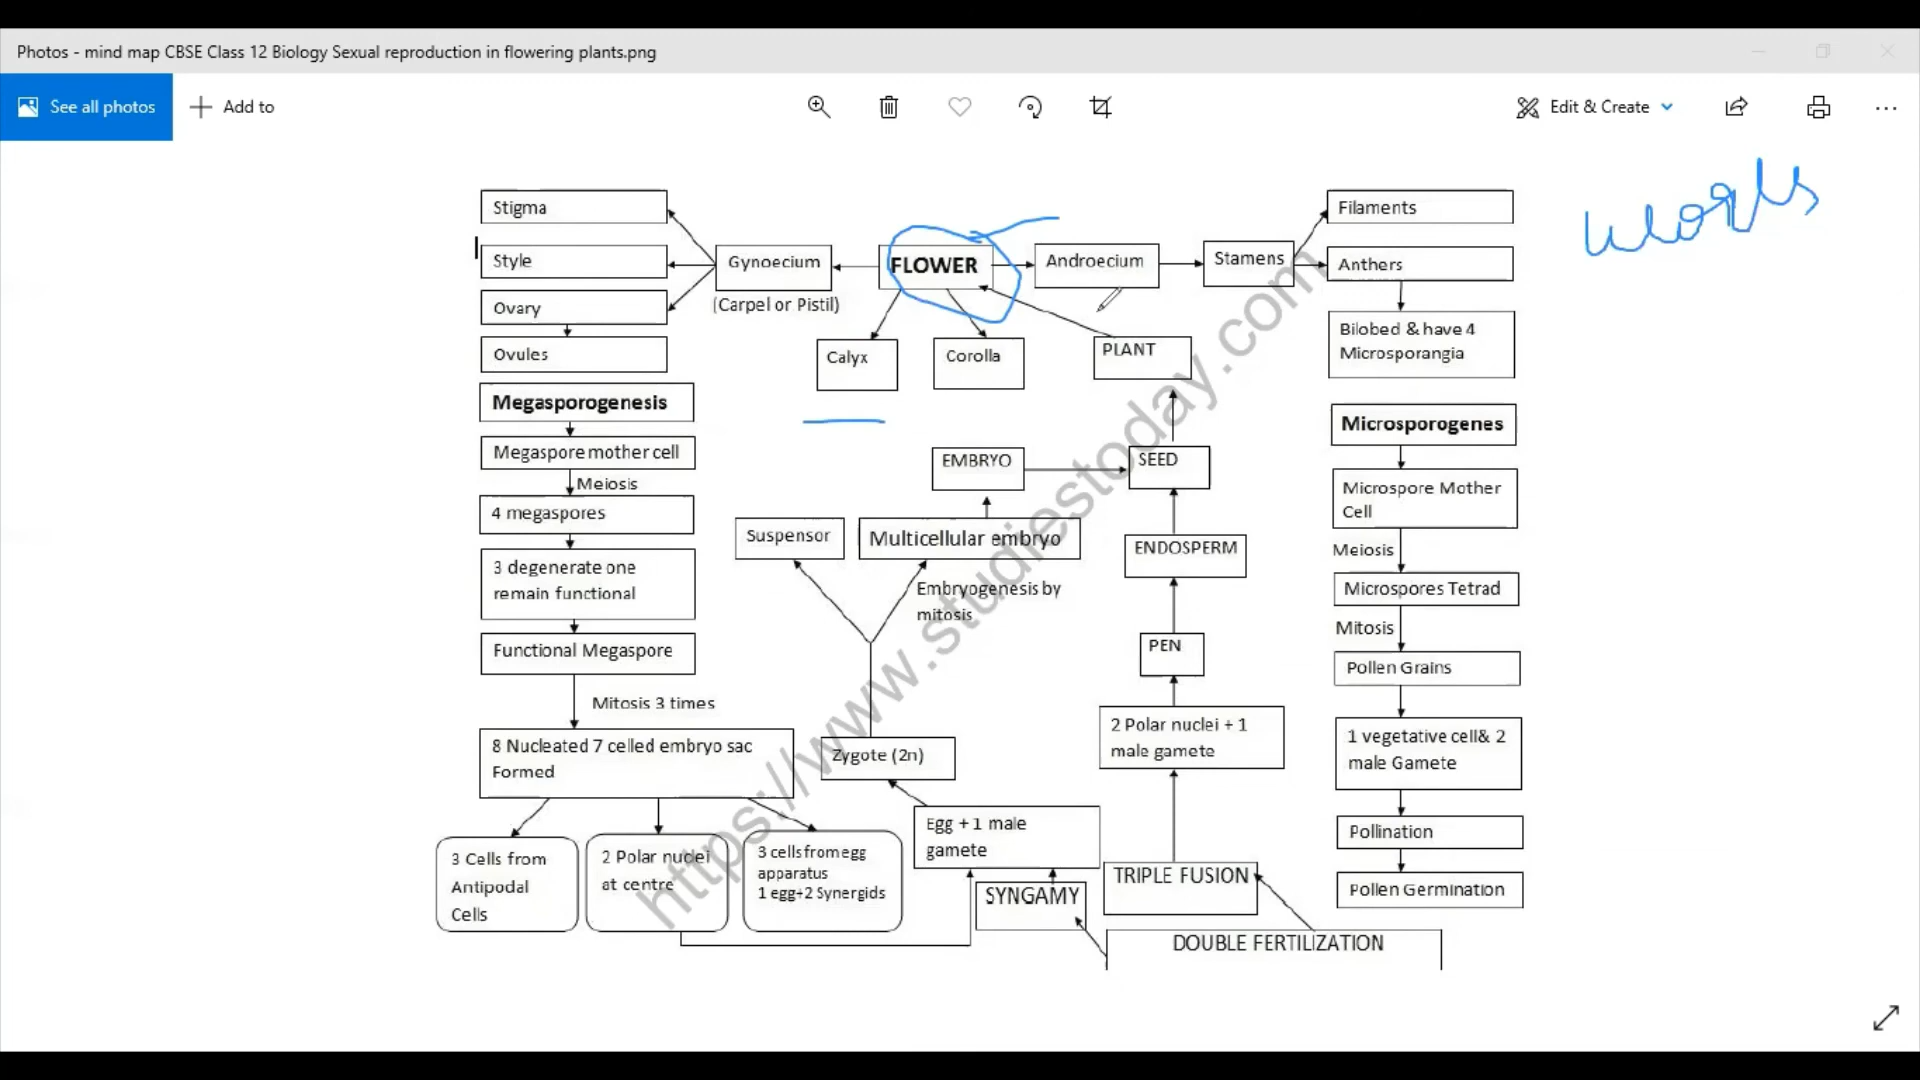 Photos - mind map CBSE Class 12 Biology Sexual reproduction in flowering plants.png
See all photos
Add to
Edit & Create
Stigma
Style
Ovary
Ovules
Gynoecium
(Carpel or Pistil)
FLOWER
Androecium
Stamens
Filaments
Anthers
Bilobed & have 4
Microsporangia
Calyx
Corolla
PLANT
Megasporogenesis
Megaspore mother cell
Meiosis
4 megaspores
3 degenerate one
remain functional
Functional Megaspore
Mitosis 3 times
8 Nucleated 7 celled embryo sac
Formed
3 Cells from
Antipodal
Cells
2 Polar nuclei
at centre
3 cells from egg
apparatus
1 egg+2 Synergids
EMBRYO
SEED
Suspensor
Multicellular embryo
Embryogenesis by
mitosis
ENDOSPERM
PEN
2 Polar nuclei + 1
male gamete
Zygote (2n)
Egg + 1 male
gamete
SYNGAMY
TRIPLE FUSION
DOUBLE FERTILIZATION
Microsporogenes
Microspore Mother
Cell
Meiosis
Microspores Tetrad
Mitosis
Pollen Grains
1 vegetative cell& 2
male Gamete
Pollination
Pollen Germination
https://www.studiestoday.com